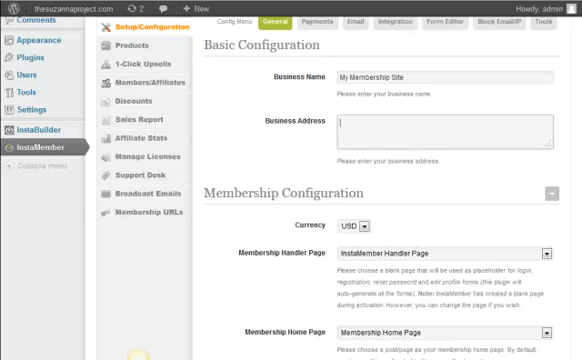 thesuzannaproject.com 2 + New Howdy, admin
Comments
Appearance
Plugins
Users
Tools
Settings
InstaBuilder
InstaMember
Collapse menu
Setup/Configuration
Products
1-Click Upsells
Members/Affiliates
Discounts
Sales Report
Affiliate Stats
Manage Licenses
Support Desk
Broadcast Emails
Membership URLs
Config Menu General Payments Email Integration Form Editor Block Email/IP Tools
Basic Configuration
Business Name My Membership Site
Please enter your business name.
Business Address
Please enter your business address.
Membership Configuration
Currency USD
Membership Handler Page InstaMember Handler Page
Please choose a blank page that will be used as placeholder for login,
registration, reset password and edit profile forms (this plugin will
auto-generate all the forms). Note: InstaMember has created a blank page
during activation. However, you can change the page if you wish.
Membership Home Page Membership Home Page
Please choose a post/page as your membership home page. By default,